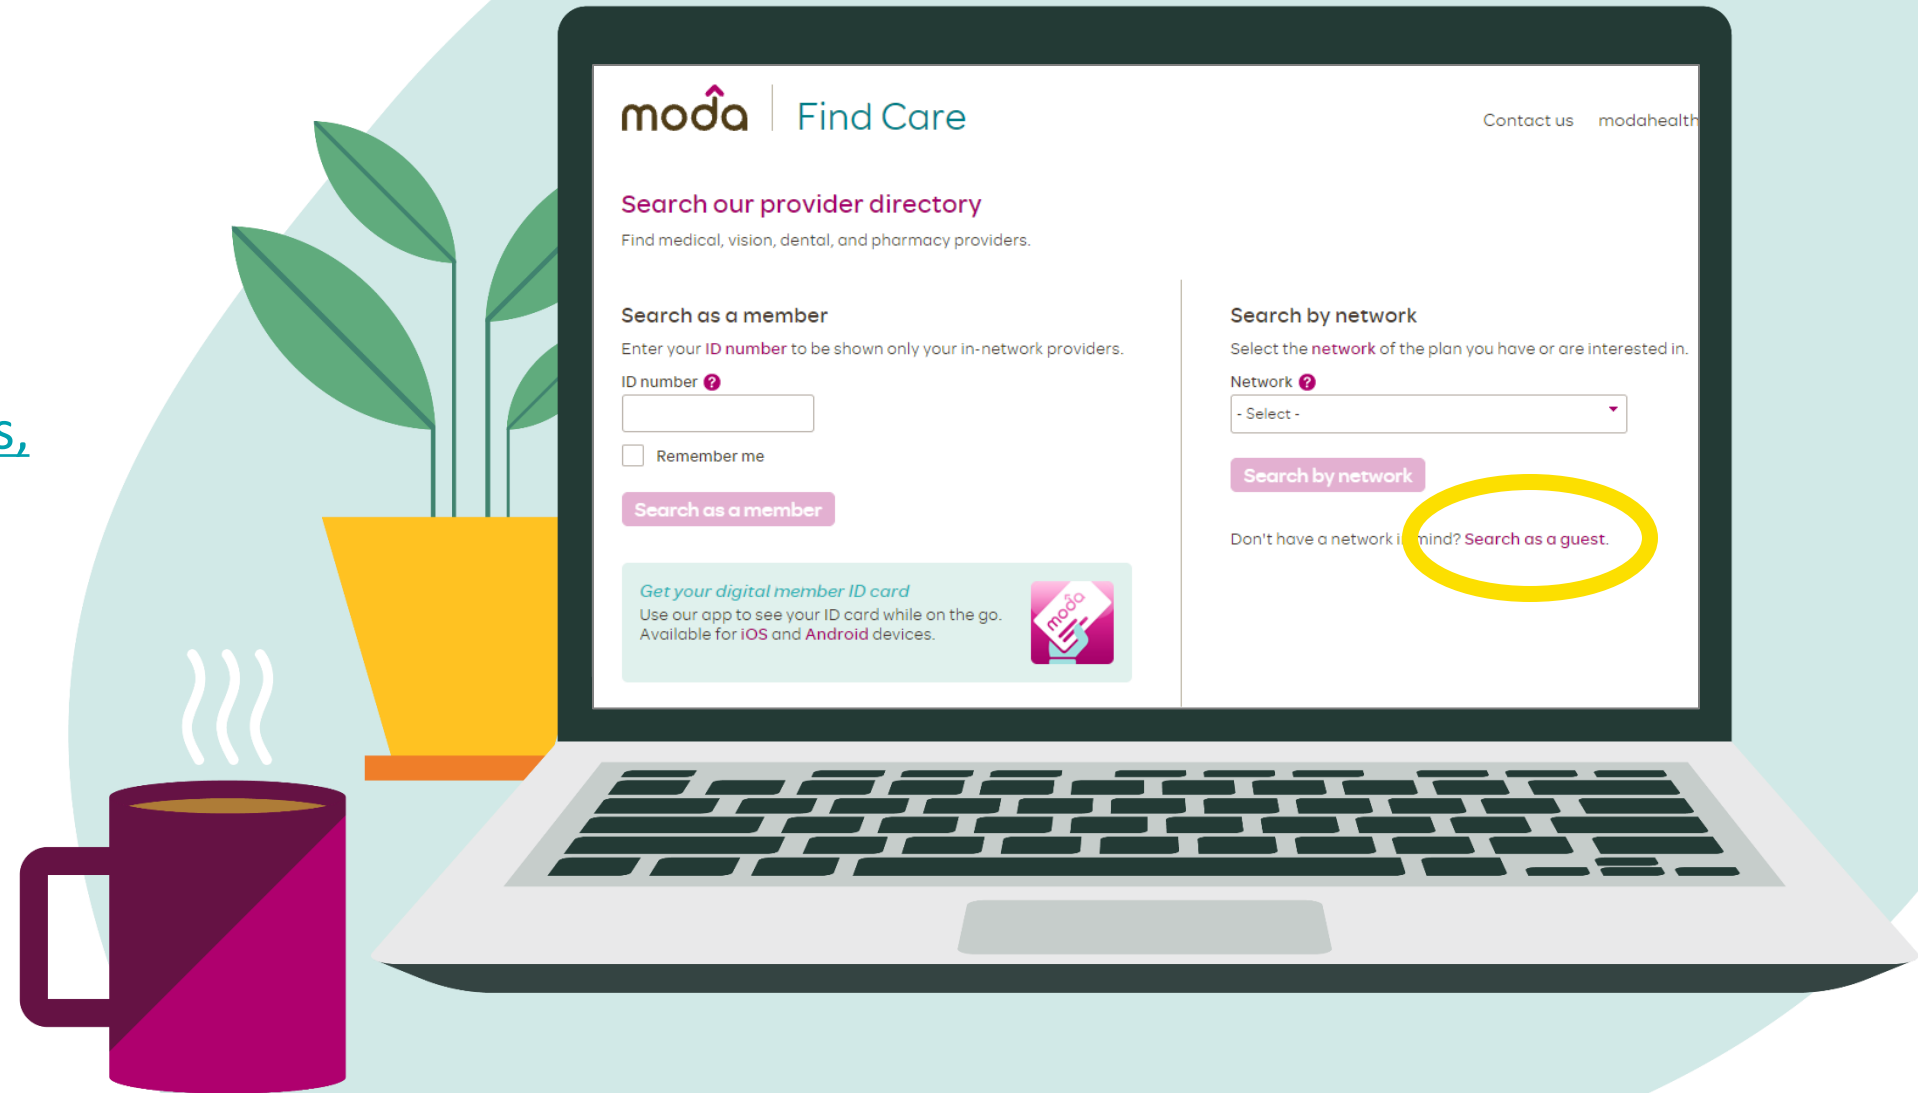 moda
Find Care
Contact us modahealth
Search our provider directory
Find medical, vision, dental, and pharmacy providers.
Search as a member
Enter your ID number to be shown only your in-network providers.
ID number ?
Remember me
Search as a member
Get your digital member ID card
Use our app to see your ID card while on the go.
Available for iOS and Android devices.
moda
Search by network
Select the network of the plan you have or are interested in.
Network ?
- Select -
Search by network
Don't have a network in mind? Search as a guest.
s,